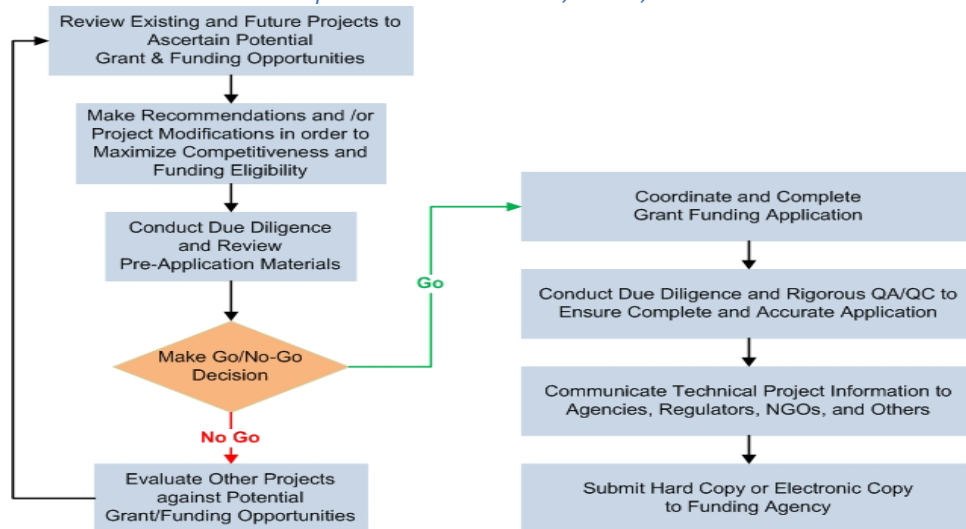 Review Existing and Future Projects to
Ascertain Potential
Grant & Funding Opportunities
Make Recommendations and /or
Project Modifications in order to
Maximize Competitiveness and
Funding Eligibility
Conduct Due Diligence
and Review
Pre-Application Materials
Make Go/No-Go
Decision
No Go
Evaluate Other Projects
against Potential
Grant/Funding Opportunities
Go
Coordinate and Complete
Grant Funding Application
Conduct Due Diligence and Rigorous QA/QC to
Ensure Complete and Accurate Application
Communicate Technical Project Information to
Agencies, Regulators, NGOs, and Others
Submit Hard Copy or Electronic Copy
to Funding Agency